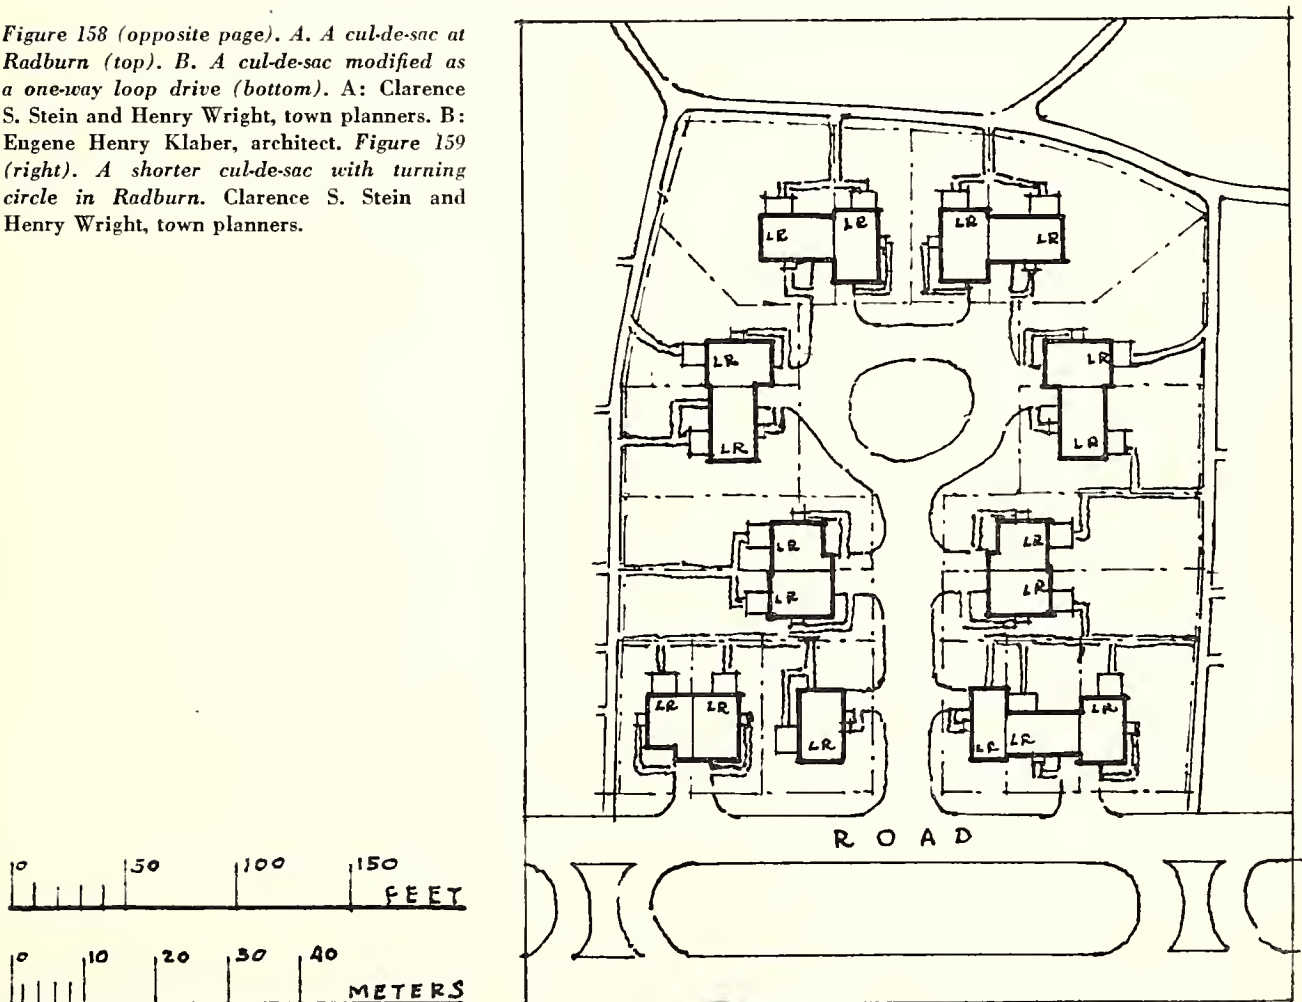 Figure 158 (opposite page). A. A cul-de-sac at
Radburn (top). B. A cul-de-sac modified as
a one-way loop drive (bottom). A: Clarence
S. Stein and Henry Wright, town planners. B:
Eugene Henry Klaber, architect. Figure 159
(right). A shorter cul-de-sac with turning
circle in Radburn. Clarence S. Stein and
Henry Wright, town planners.
LR LR LR LR
LR LR
LR LR
LR LR
LR LR
LR LR LR
LR LR LR
ROAD
0 50 100 150
FEET
0 10 20 30 40
METERS